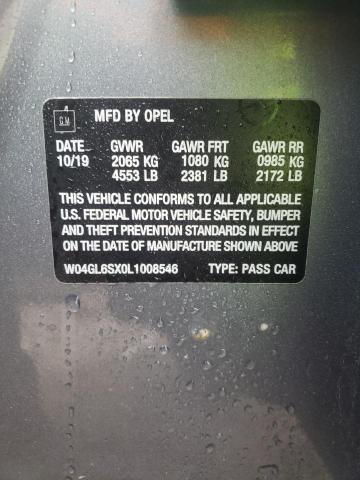 GM
MFD BY OPEL
DATE GVWR GAWR FRT GAWR RR
10/19 2065 KG 1080 KG 0985 KG
4553 LB 2381 LB 2172 LB
THIS VEHICLE CONFORMS TO ALL APPLICABLE
U.S. FEDERAL MOTOR VEHICLE SAFETY, BUMPER
AND THEFT PREVENTION STANDARDS IN EFFECT
ON THE DATE OF MANUFACTURE SHOWN ABOVE
W04GL6SX0L1008546 TYPE: PASS CAR